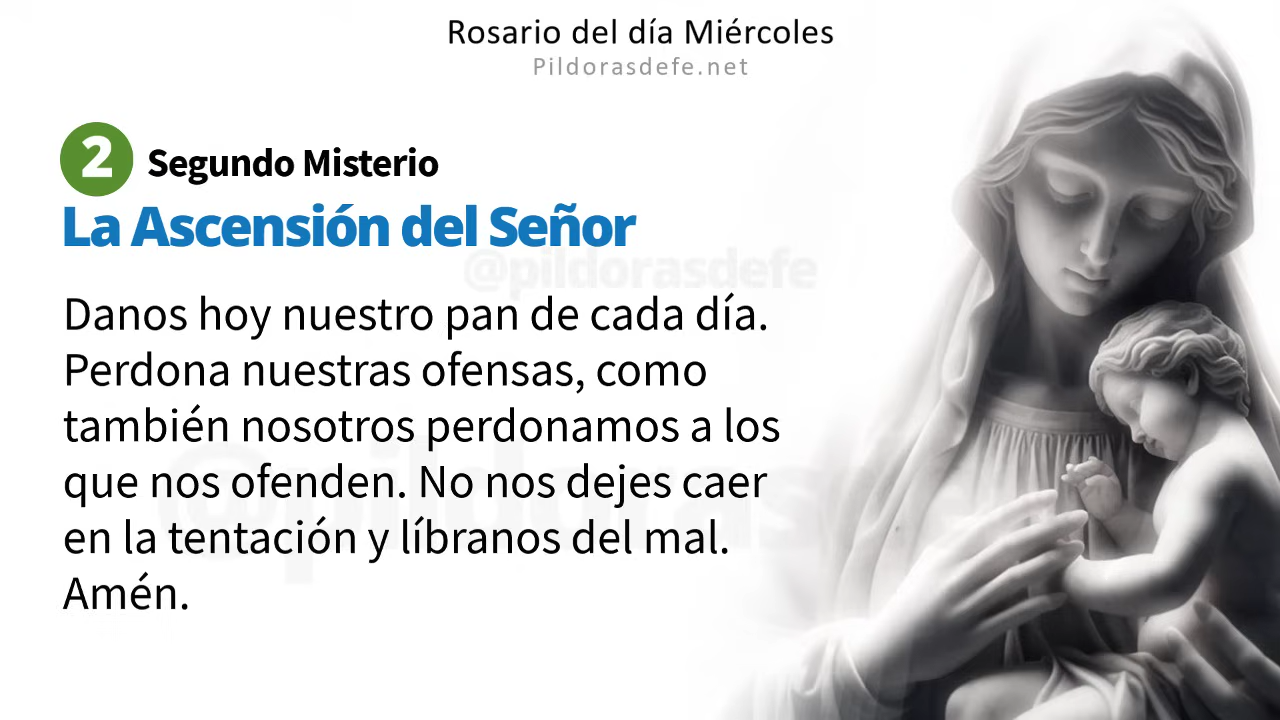 Rosario del día Miércoles
Pildorasdefe.net
2 Segundo Misterio
La Ascensión del Señor
@pildorasdefe
Danos hoy nuestro pan de cada día.
Perdona nuestras ofensas, como
también nosotros perdonamos a los
que nos ofenden. No nos dejes caer
en la tentación y líbranos del mal.
Amén.